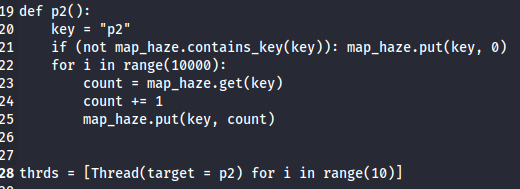 19 def p2():
20     key = "p2"
21     if (not map_haze.contains_key(key)): map_haze.put(key, 0)
22     for i in range(10000):
23         count = map_haze.get(key)
24         count += 1
25         map_haze.put(key, count)
26
27
28 thrds = [Thread(target = p2) for i in range(10)]